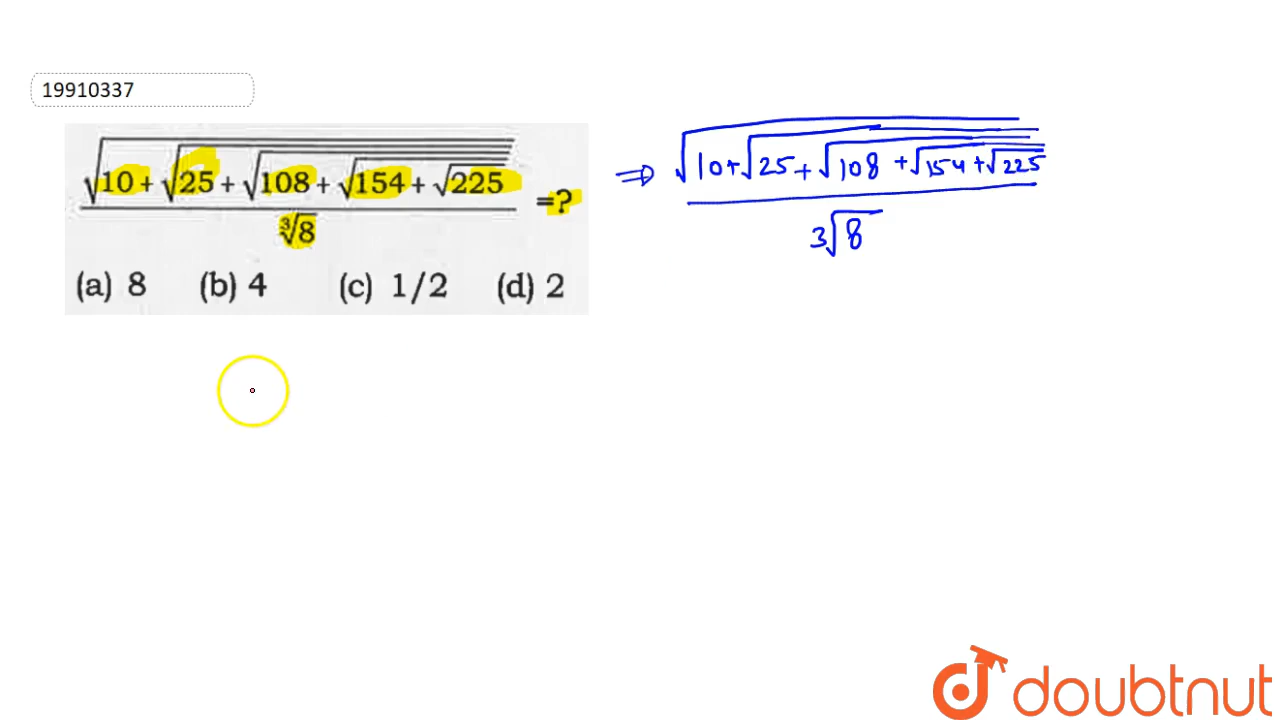 19910337
√(10 + √(25 + √(108 + √(154 + √225)))) / ∛8 = ?
(a) 8 (b) 4 (c) 1/2 (d) 2
⇒ √(10 + √(25 + √(108 + √(154 + √225)))) / 3√8
doubtnut